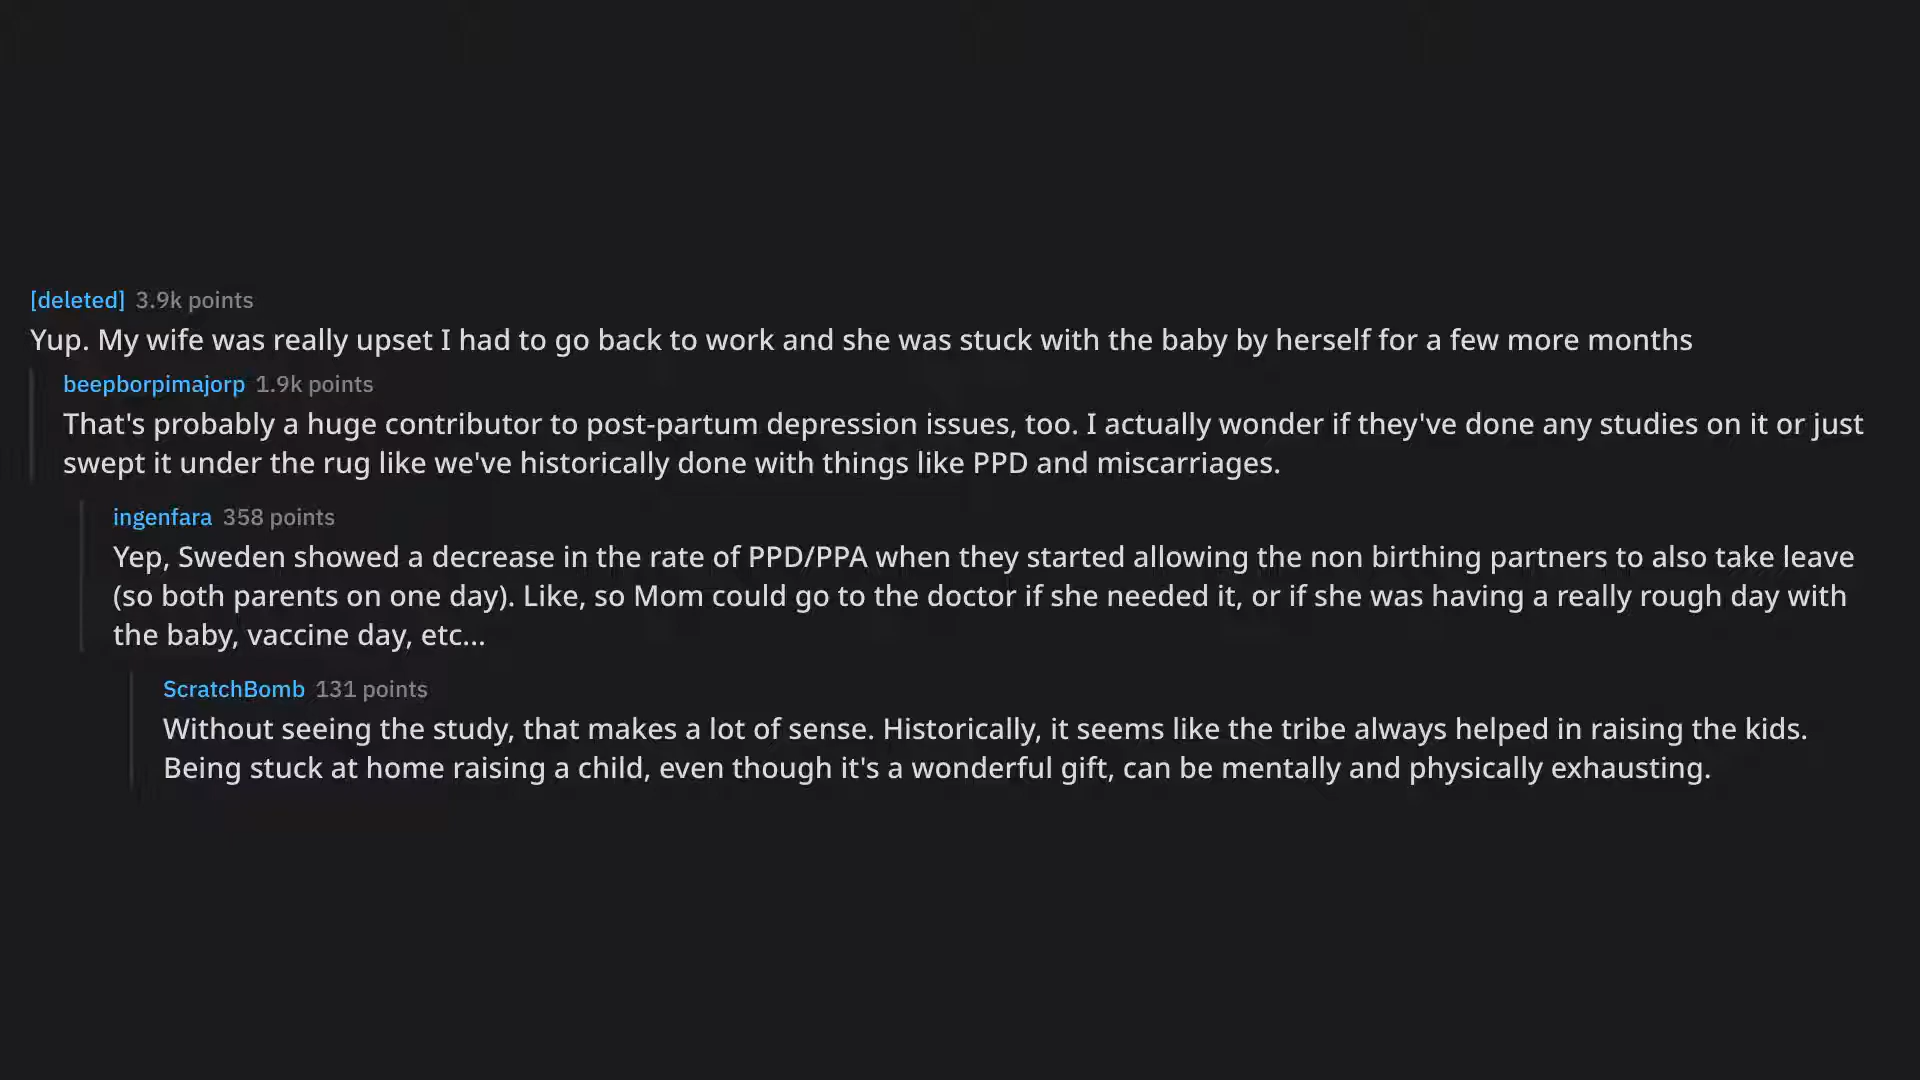 [deleted] 3.9k points
Yup. My wife was really upset I had to go back to work and she was stuck with the baby by herself for a few more months
beepborpimajorp 1.9k points
That's probably a huge contributor to post-partum depression issues, too. I actually wonder if they've done any studies on it or just
swept it under the rug like we've historically done with things like PPD and miscarriages.
ingenfara 358 points
Yep, Sweden showed a decrease in the rate of PPD/PPA when they started allowing the non birthing partners to also take leave
(so both parents on one day). Like, so Mom could go to the doctor if she needed it, or if she was having a really rough day with
the baby, vaccine day, etc...
ScratchBomb 131 points
Without seeing the study, that makes a lot of sense. Historically, it seems like the tribe always helped in raising the kids.
Being stuck at home raising a child, even though it's a wonderful gift, can be mentally and physically exhausting.